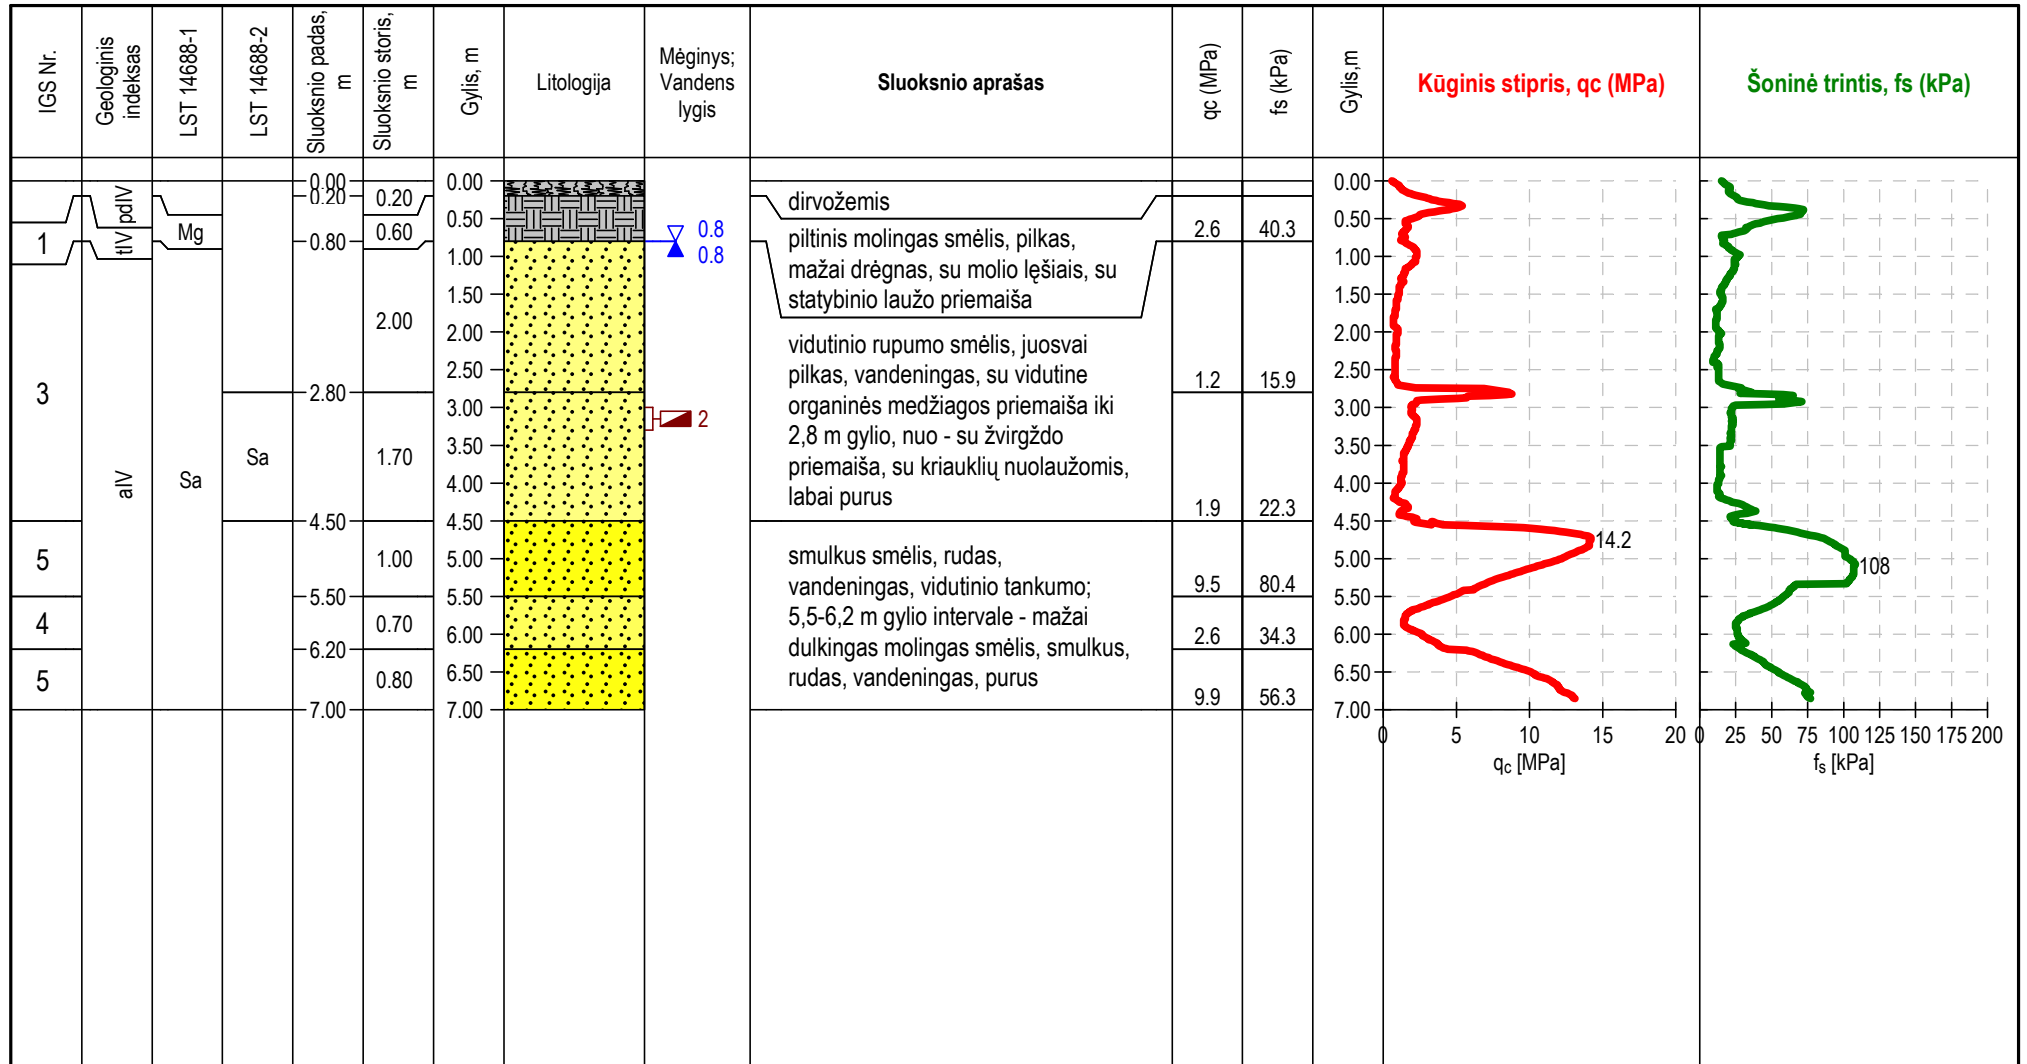 IGS Nr.
Geologinis
indeksas
LST 14688-1
LST 14688-2
Sluoksnio padas,
m
Sluoksnio storis,
m
Gylis, m
Litologija
Mėginys;
Vandens
lygis
Sluoksnio aprašas
qc (MPa)
fs (kPa)
Gylis,m
Kūginis stipris, qc (MPa)
Šoninė trintis, fs (kPa)
1
3
5
4
5
pdIV
tIV
aIV
Mg
Sa
Sa
0.00
0.20
0.80
2.80
4.50
5.50
6.20
7.00
0.20
0.60
2.00
1.70
1.00
0.70
0.80
0.00
0.50
1.00
1.50
2.00
2.50
3.00
3.50
4.00
4.50
5.00
5.50
6.00
6.50
7.00
0.8
0.8
2
dirvožemis
piltinis molingas smėlis, pilkas,
mažai drėgnas, su molio lęšiais, su
statybinio laužo priemaiša
vidutinio rupumo smėlis, juosvai
pilkas, vandeningas, su vidutine
organinės medžiagos priemaiša iki
2,8 m gylio, nuo - su žvirgždo
priemaiša, su kriauklių nuolaužomis,
labai purus
smulkus smėlis, rudas,
vandeningas, vidutinio tankumo;
5,5-6,2 m gylio intervale - mažai
dulkingas molingas smėlis, smulkus,
rudas, vandeningas, purus
2.6 40.3
1.2 15.9
1.9 22.3
9.5 80.4
2.6 34.3
9.9 56.3
0.00
0.50
1.00
1.50
2.00
2.50
3.00
3.50
4.00
4.50
5.00
5.50
6.00
6.50
7.00
14.2
0 5 10 15 20
qc [MPa]
108
0 25 50 75 100 125 150 175 200
fs [kPa]